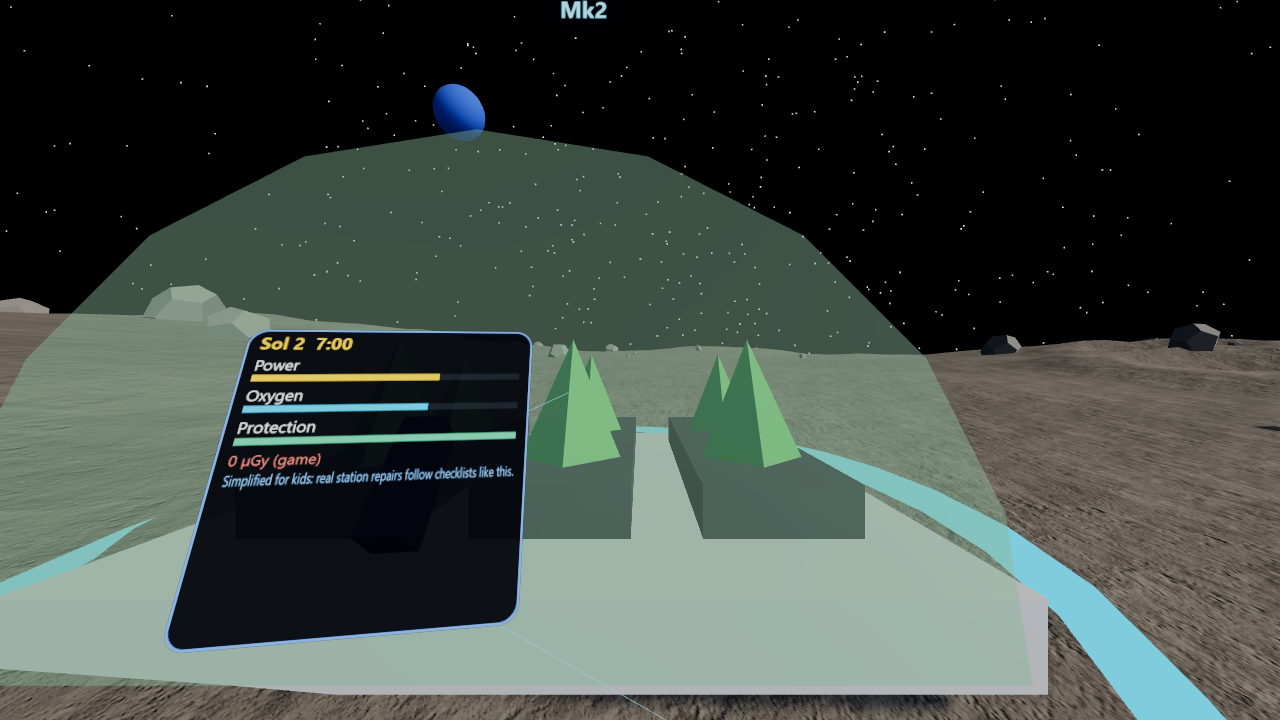 Mk2
Sol 2 7:00
Power
Oxygen
Protection
0 µGy (game)
Simplified for kids: real station repairs follow checklists like this.